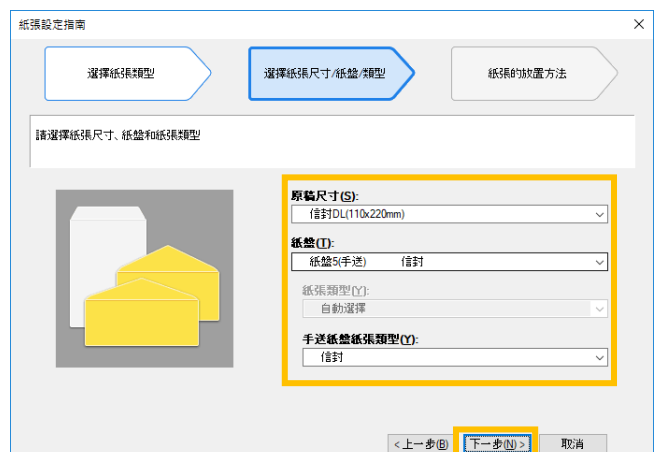 紙張設定指南
選擇紙張類型
選擇紙張尺寸/紙盤/類型
紙張的放置方法
請選擇紙張尺寸、紙盤和紙張類型
原稿尺寸(S):
信封DL(110x220mm)
紙盤(T):
紙盤5(手送) 信封
紙張類型(Y):
自動選擇
手送紙盤紙張類型(Y):
信封
<上一步(B) 下一步(N)> 取消